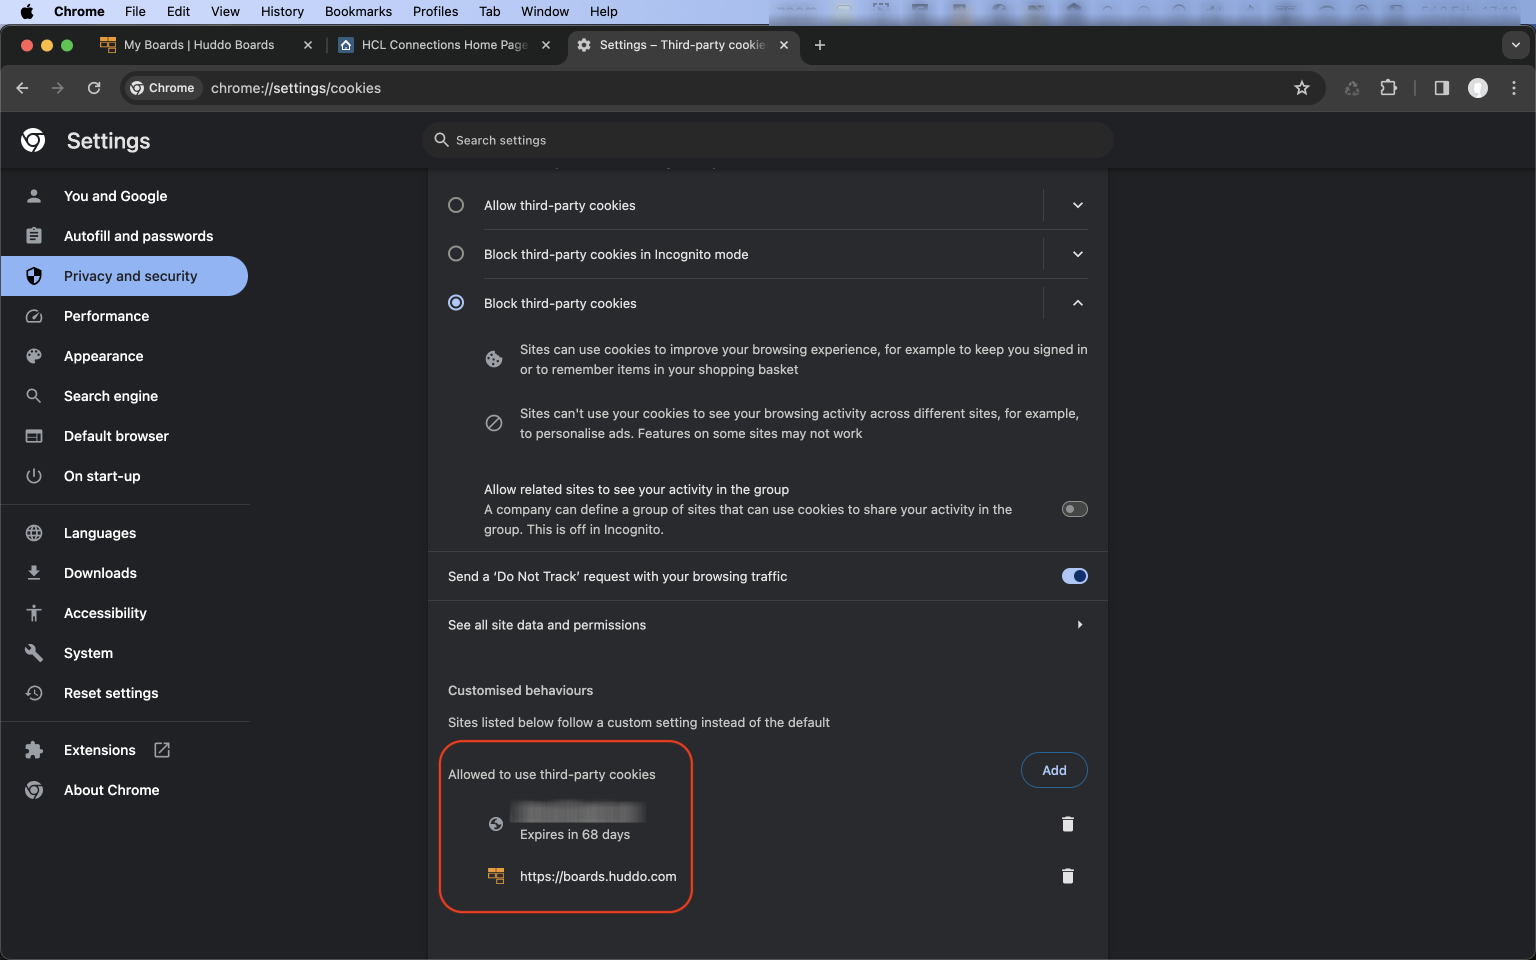 Chrome File Edit View History Bookmarks Profiles Tab Window Help
My Boards | Huddo Boards
HCL Connections Home Page
Settings – Third-party cookie
Chrome chrome://settings/cookies
Settings
Search settings
You and Google
Autofill and passwords
Privacy and security
Performance
Appearance
Search engine
Default browser
On start-up
Languages
Downloads
Accessibility
System
Reset settings
Extensions
About Chrome
Allow third-party cookies
Block third-party cookies in Incognito mode
Block third-party cookies
Sites can use cookies to improve your browsing experience, for example to keep you signed in
or to remember items in your shopping basket
Sites can't use your cookies to see your browsing activity across different sites, for example,
to personalise ads. Features on some sites may not work
Allow related sites to see your activity in the group
A company can define a group of sites that can use cookies to share your activity in the
group. This is off in Incognito.
Send a ‘Do Not Track’ request with your browsing traffic
See all site data and permissions
Customised behaviours
Sites listed below follow a custom setting instead of the default
Allowed to use third-party cookies
Add
Expires in 68 days
https://boards.huddo.com